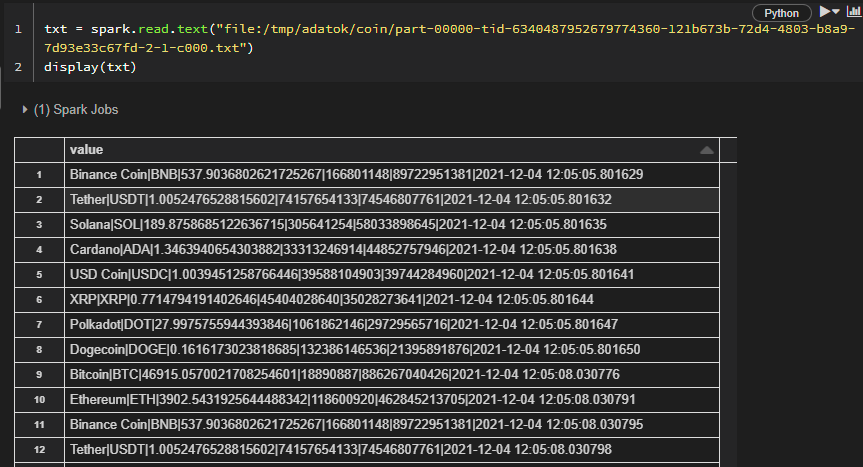 Python
1 txt = spark.read.text("file:/tmp/adatok/coin/part-00000-tid-6340487952679774360-121b673b-72d4-4803-b8a9-
7d93e33c67fd-2-1-c000.txt")
2 display(txt)
(1) Spark Jobs
value
1 Binance Coin|BNB|537.9036802621725267|166801148|89722951381|2021-12-04 12:05:05.801629
2 Tether|USDT|1.0052476528815602|74157654133|74546807761|2021-12-04 12:05:05.801632
3 Solana|SOL|189.8758685122636715|305641254|58033898645|2021-12-04 12:05:05.801635
4 Cardano|ADA|1.3463940654303882|33313246914|44852757946|2021-12-04 12:05:05.801638
5 USD Coin|USDC|1.0039451258766446|39588104903|39744284960|2021-12-04 12:05:05.801641
6 XRP|XRP|0.7714794191402646|45404028640|35028273641|2021-12-04 12:05:05.801644
7 Polkadot|DOT|27.9975755944393846|1061862146|29729565716|2021-12-04 12:05:05.801647
8 Dogecoin|DOGE|0.1616173023818685|132386146536|21395891876|2021-12-04 12:05:05.801650
9 Bitcoin|BTC|46915.0570021708254601|18890887|886267040426|2021-12-04 12:05:08.030776
10 Ethereum|ETH|3902.5431925644488342|118600920|462845213705|2021-12-04 12:05:08.030791
11 Binance Coin|BNB|537.9036802621725267|166801148|89722951381|2021-12-04 12:05:08.030795
12 Tether|USDT|1.0052476528815602|74157654133|74546807761|2021-12-04 12:05:08.030798